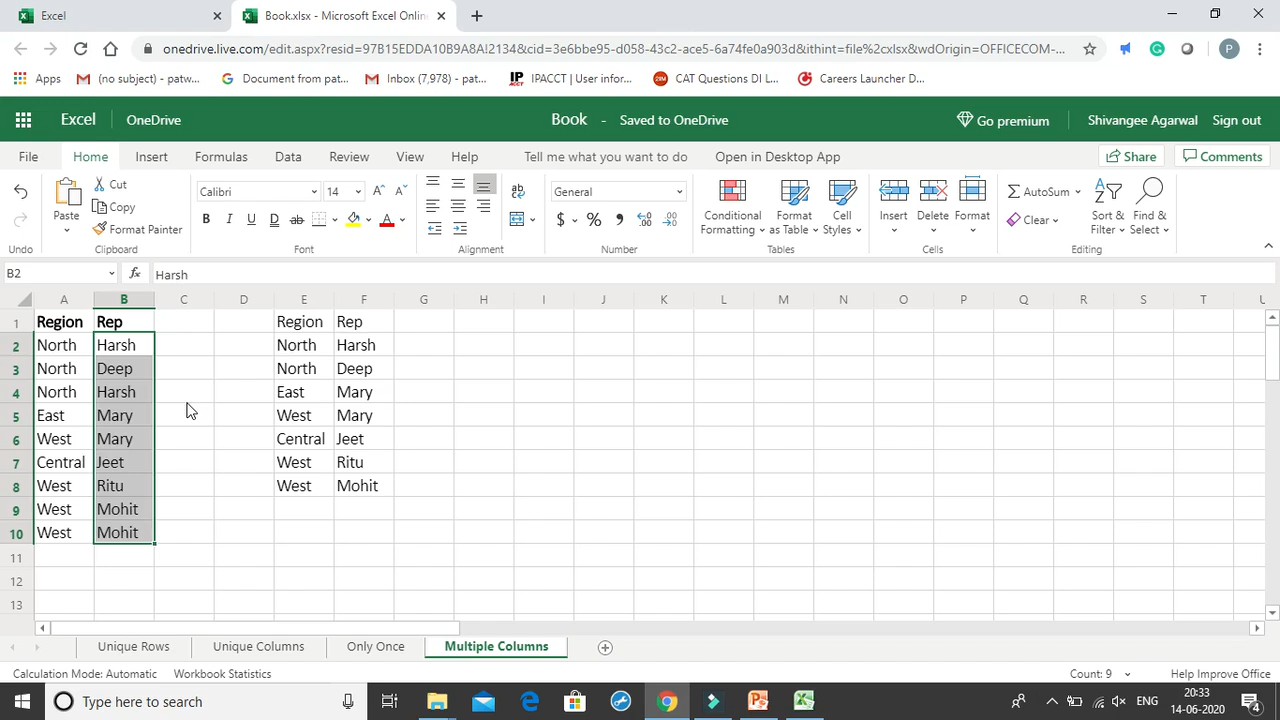 Excel
Book.xlsx - Microsoft Excel Onlin
onedrive.live.com/edit.aspx?resid=97B15EDDA10B9A8A!2134&cid=3e6bbe95-d058-43c2-ace5-6a74fe0a903d&ithint=file%2cxlsx&wdOrigin=OFFICECOM-...
P
Apps
(no subject) - patw...
Document from pat...
Inbox (7,978) - pat...
IPACCT | User infor...
CAT Questions DI L...
Careers Launcher D...
Excel OneDrive
Book - Saved to OneDrive
Go premium
Shivangee Agarwal
Sign out
File Home Insert Formulas Data Review View Help
Tell me what you want to do
Open in Desktop App
Share
Comments
Paste
Cut
Copy
Format Painter
Calibri 14
B I U D ab
General
$ % 9
Conditional Formatting
Format as Table
Cell Styles
Insert
Delete
Format
AutoSum
Clear
Sort & Filter
Find & Select
Undo Clipboard Font Alignment Number Tables Cells Editing
B2 fx Harsh
A B C D E F G H I J K L M N O P Q R S T U
1 Region Rep Region Rep
2 North Harsh North Harsh
3 North Deep North Deep
4 North Harsh East Mary
5 East Mary West Mary
6 West Mary Central Jeet
7 Central Jeet West Ritu
8 West Ritu West Mohit
9 West Mohit
10 West Mohit
11
12
13
Unique Rows Unique Columns Only Once Multiple Columns
Calculation Mode: Automatic Workbook Statistics Count: 9 Help Improve Office
Type here to search
ENG
20:33
14-06-2020
4